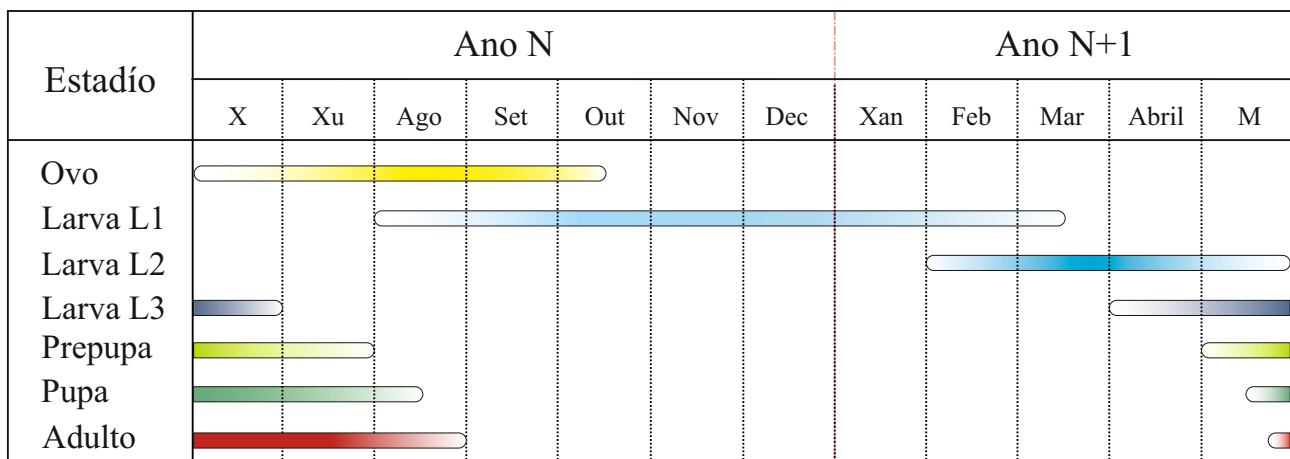 Estadío
Ano N
Ano N+1
X Xu Ago Set Out Nov Dec Xan Feb Mar Abril M
Ovo
Larva L1
Larva L2
Larva L3
Prepupa
Pupa
Adulto